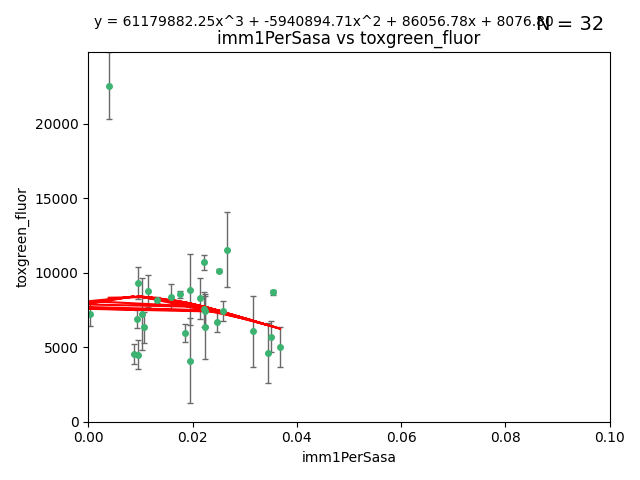 y = 61179882.25x^3 + -5940894.71x^2 + 86056.78x + 8076.80
N = 32
imm1PerSasa vs toxgreen_fluor
toxgreen_fluor
20000
15000
10000
5000
0
0.00 0.02 0.04 0.06 0.08 0.10
imm1PerSasa